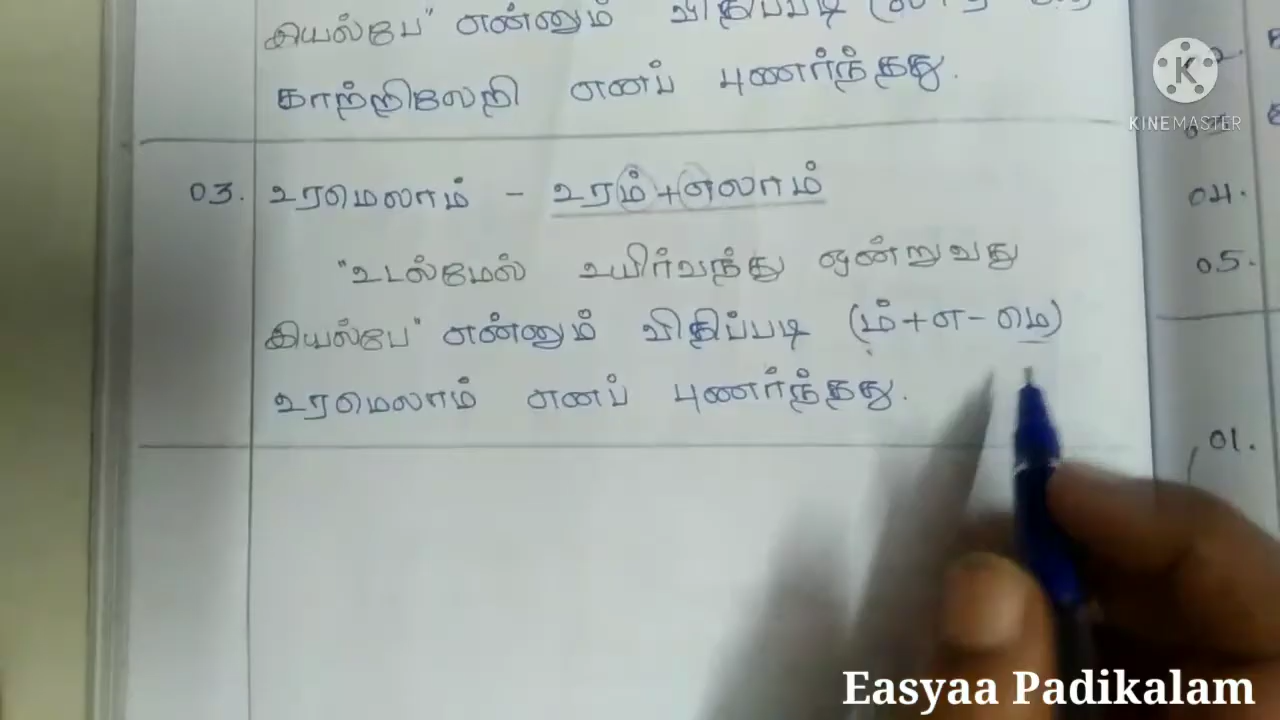 இயல்பே" என்னும் விதிப்படி
காற்றிலேறி எனப் புணர்ந்தது.
K
KINEMASTER
03. உரமெலாம் - உரம்+எலாம்
"உடல்மேல் உயிர்வந்து ஒன்றுவது
இயல்பே" என்னும் விதிப்படி (ம்+எ-மெ)
உரமெலாம் எனப் புணர்ந்தது.
03
04.
05.
01.
Easyaa Padikalam